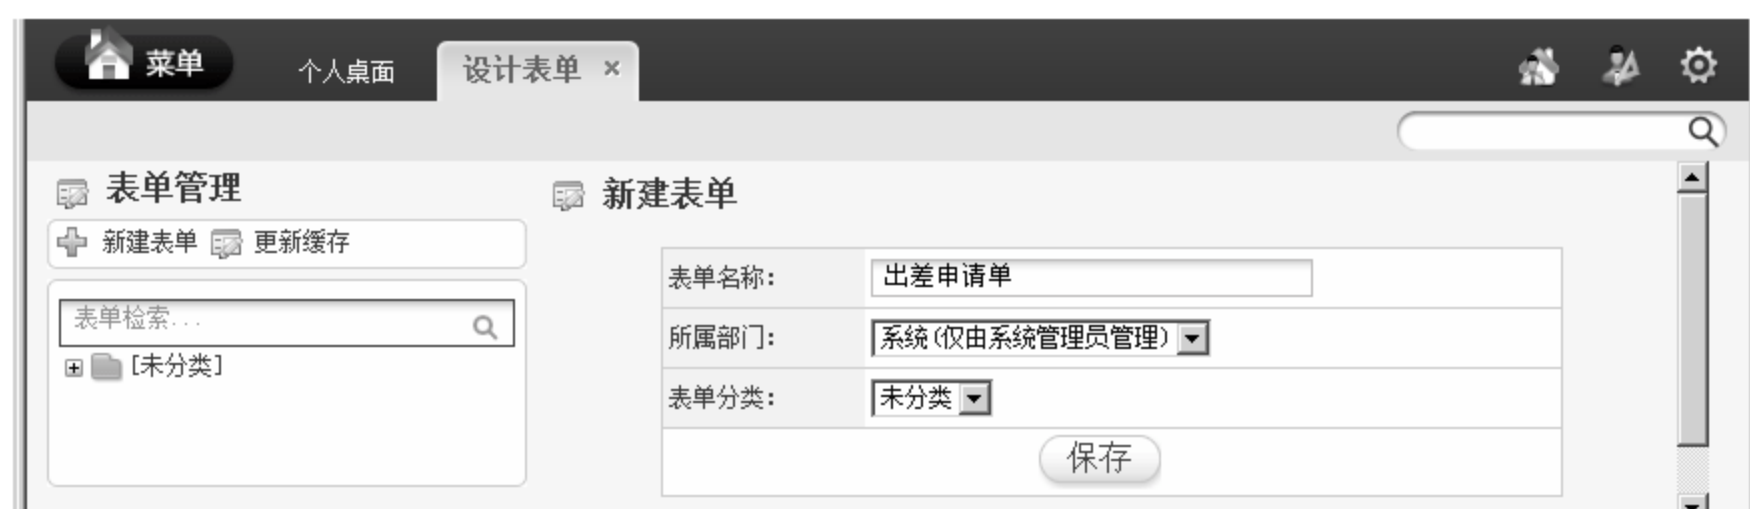 菜单 个人桌面 设计表单 ×
表单管理
新建表单 更新缓存
表单检索...
[未分类]
新建表单
表单名称: 出差申请单
所属部门: 系统(仅由系统管理员管理)
表单分类: 未分类
保存